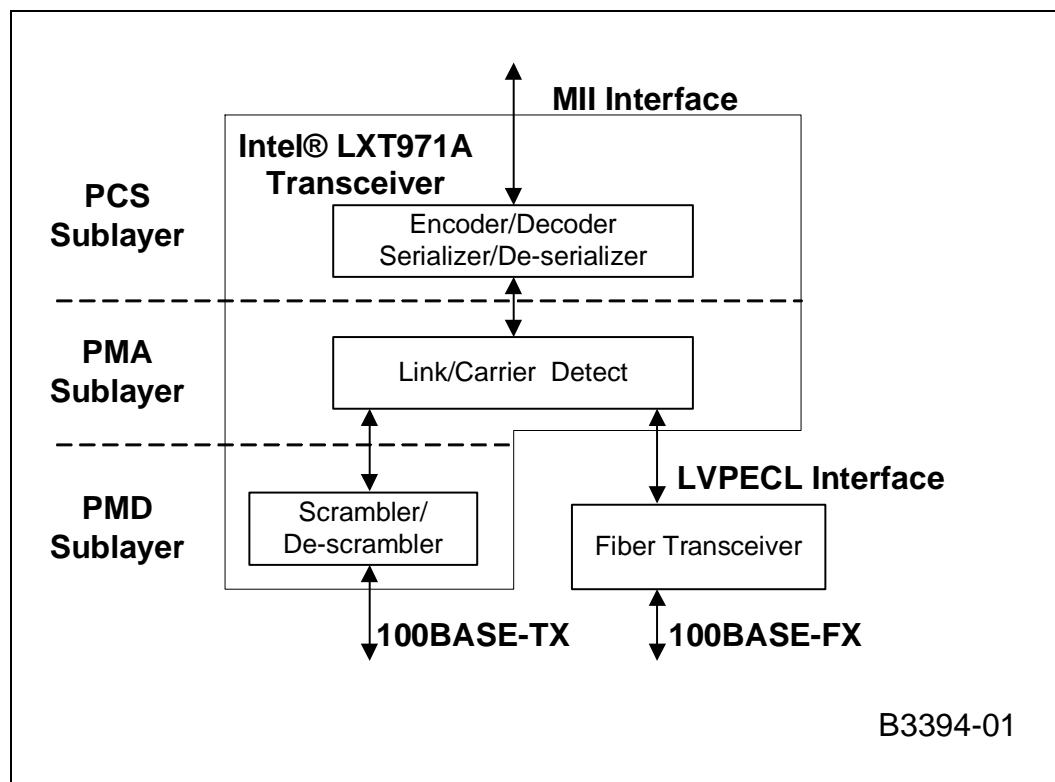 MII Interface
Intel® LXT971A
Transceiver
PCS
Sublayer
Encoder/Decoder
Serializer/De-serializer
PMA
Sublayer
Link/Carrier Detect
LVPECL Interface
PMD
Sublayer
Scrambler/
De-scrambler
Fiber Transceiver
100BASE-TX
100BASE-FX
B3394-01